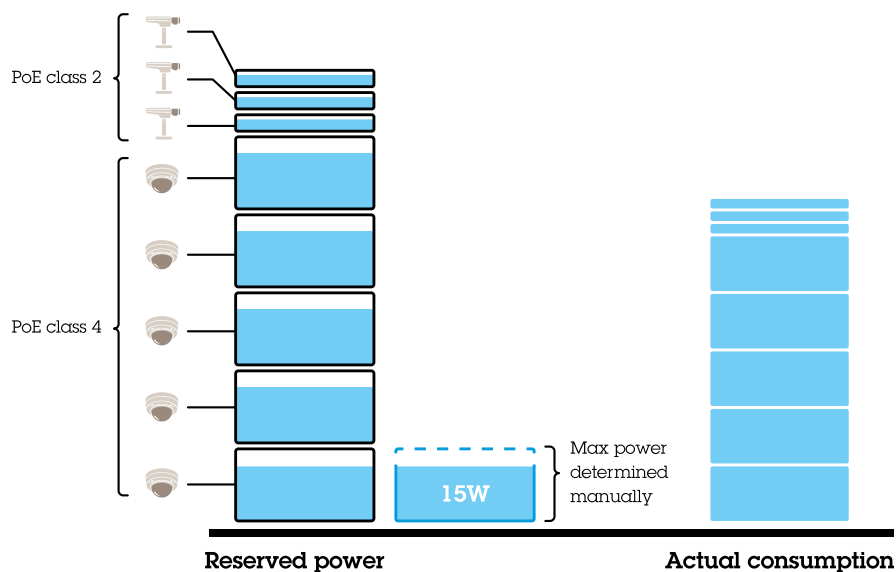 PoE class 2
PoE class 4
15W
Max power
determined
manually
Reserved power
Actual consumption